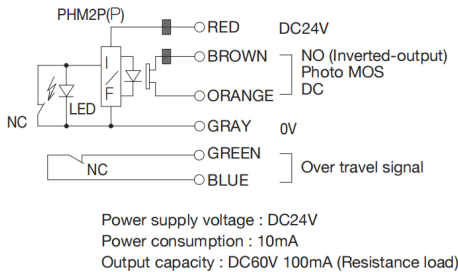 PHM2P(P)
RED DC24V
BROWN NO (Inverted-output)
Photo MOS
DC
I/F
LED
ORANGE
NC
GRAY 0V
GREEN
Over travel signal
NC
BLUE
Power supply voltage : DC24V
Power consumption : 10mA
Output capacity : DC60V 100mA (Resistance load)